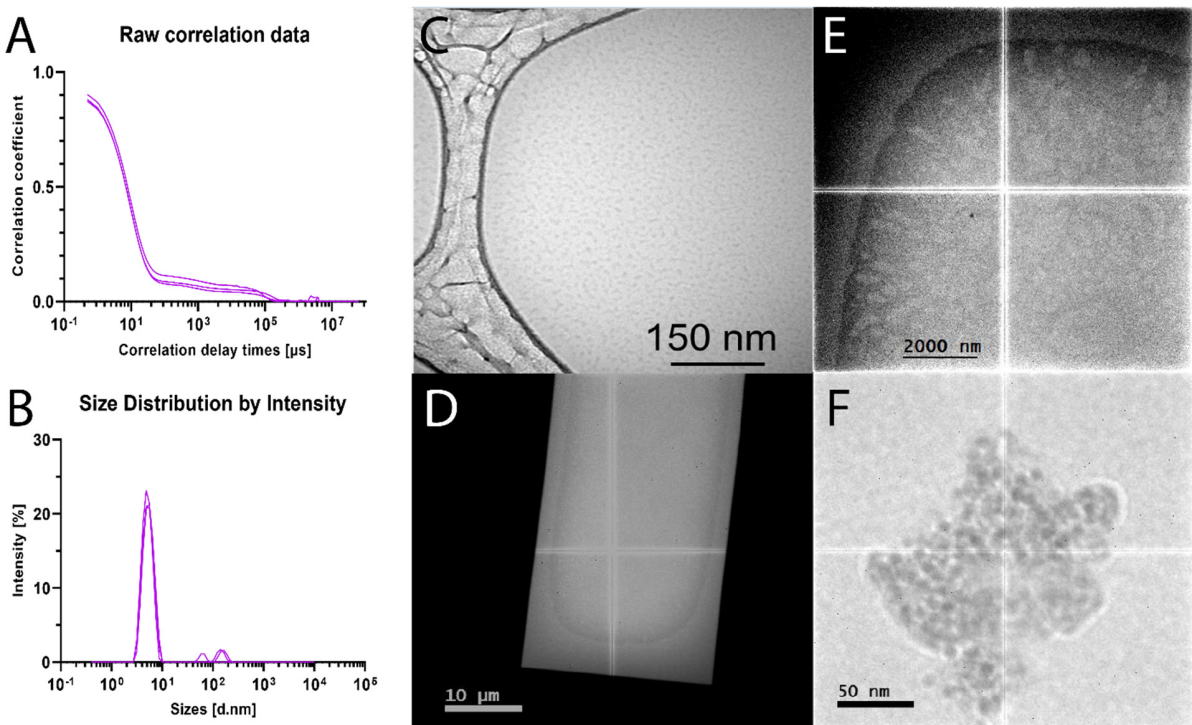 A
Raw correlation data
1.0
0.5
0.0
Correlation coefficient
10-1
101
103
105
107
Correlation delay times [µs]
B
Size Distribution by Intensity
30
20
10
0
Intensity [%]
10-1
100
101
102
103
104
105
Sizes [d.nm]
C
150 nm
D
10 µm
E
2000 nm
F
50 nm